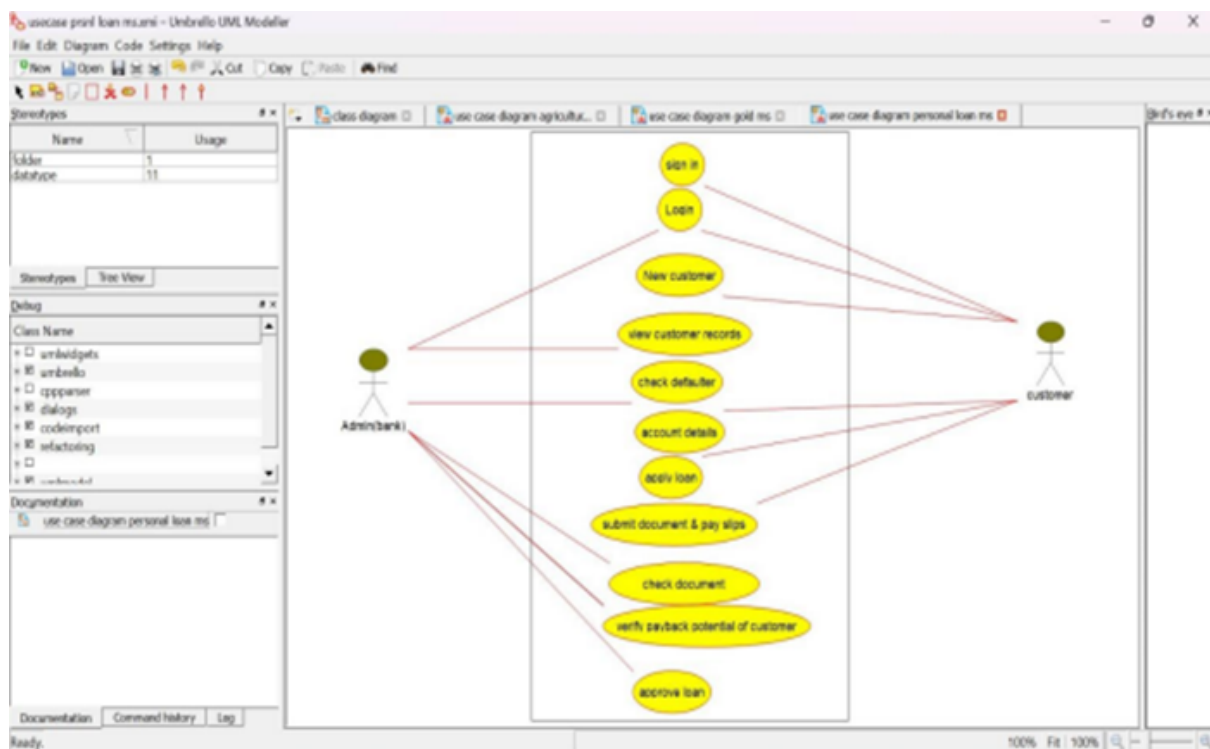 usecase prsnl loan ms.xmi - Umbrello UML Modeller
File Edit Diagram Code Settings Help
New Open Cut Copy Paste Find
Stereotypes
Name Usage
folder 1
datatype 11
Stereotypes Tree View
Debug
Class Name
umlwidgets
umbrello
cppparser
dialogs
codeimport
refactoring
umlmodel
Documentation
use case diagram personal loan ms
Documentation Command history Log
Ready.
class diagram use case diagram agricultur... use case diagram gold ms use case diagram personal loan ms
Bird's eye
sign in
Login
New customer
view customer records
check defaulter
account details
apply loan
submit document & pay slips
check document
verify payback potential of customer
approve loan
Admin(bank)
customer
100% Fit 100%